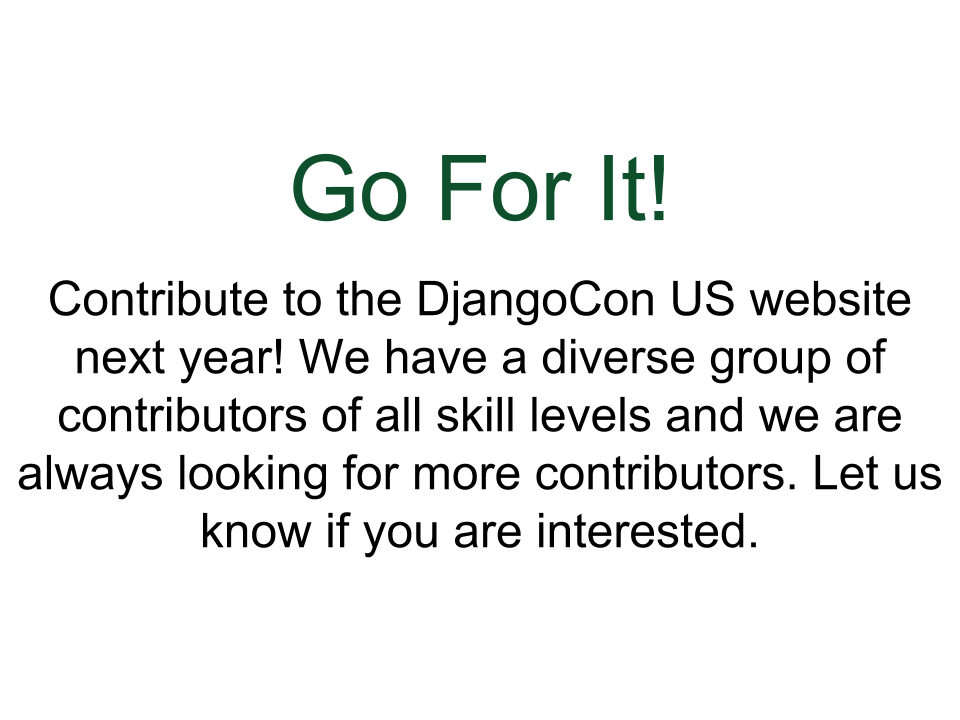 Go For It!
Contribute to the DjangoCon US website
next year! We have a diverse group of
contributors of all skill levels and we are
always looking for more contributors. Let us
know if you are interested.